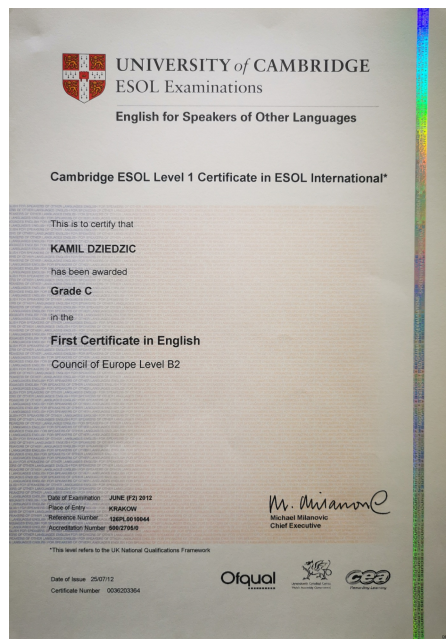 UNIVERSITY of CAMBRIDGE
ESOL Examinations
English for Speakers of Other Languages
Cambridge ESOL Level 1 Certificate in ESOL International*
This is to certify that
KAMIL DZIEDZIC
has been awarded
Grade C
in the
First Certificate in English
Council of Europe Level B2
Date of Examination JUNE (F2) 2012
Place of Entry KRAKOW
Reference Number 126PL0010044
Accreditation Number 500/2705/0
M. Milanovic
Michael Milanovic
Chief Executive
*This level refers to the UK National Qualifications Framework
Date of Issue 25/07/12
Certificate Number 0036203364
Ofqual
cea